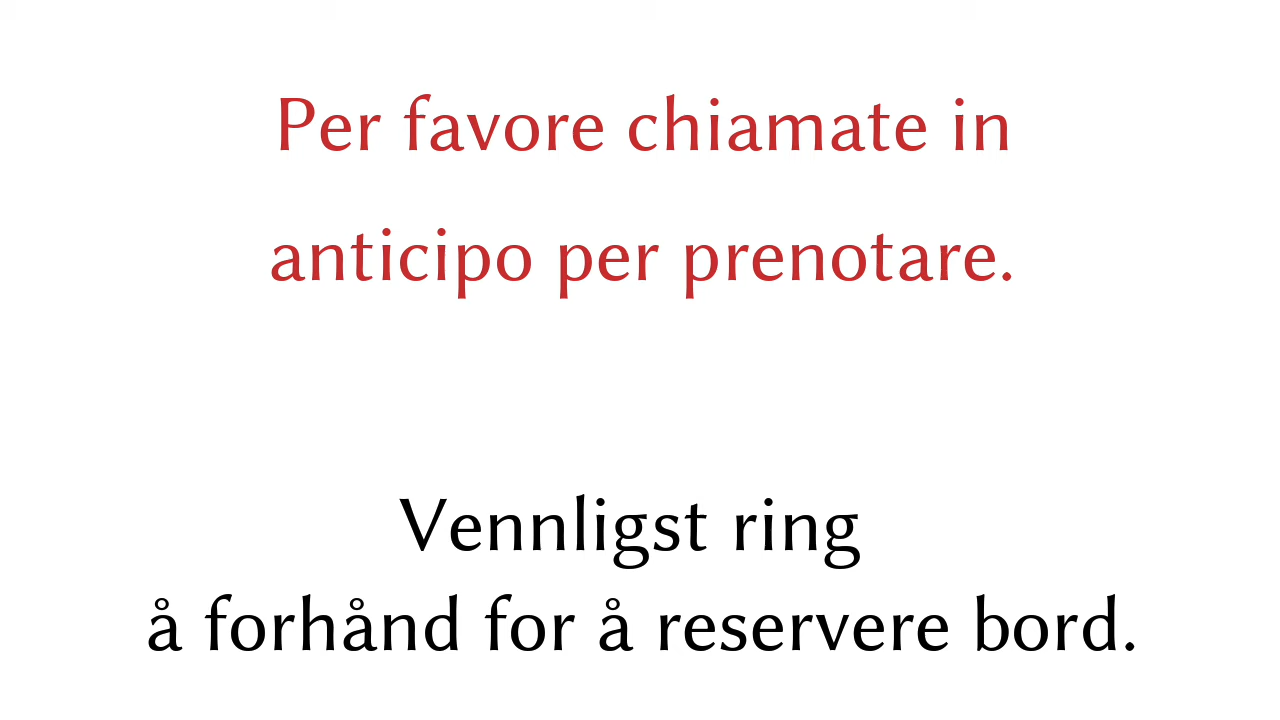 Per favore chiamate in
anticipo per prenotare.
Vennligst ring
å forhånd for å reservere bord.